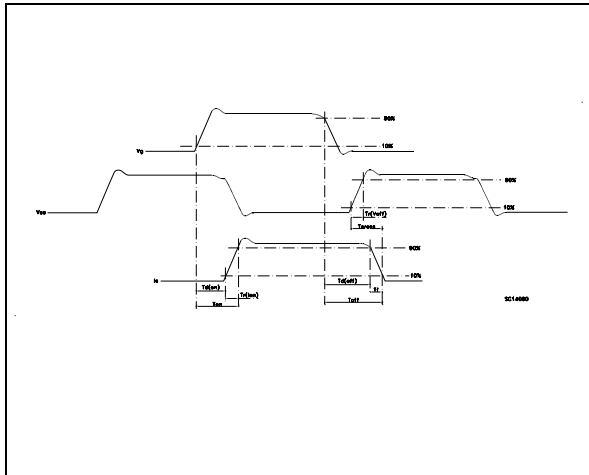 90%
10%
Vg
90%
Vce
10%
Tr(Voff)
Tcross
90%
Ic
10%
Td(on)
Td(off)
Tf
Tr(Ion)
Ton
Toff
SC14980